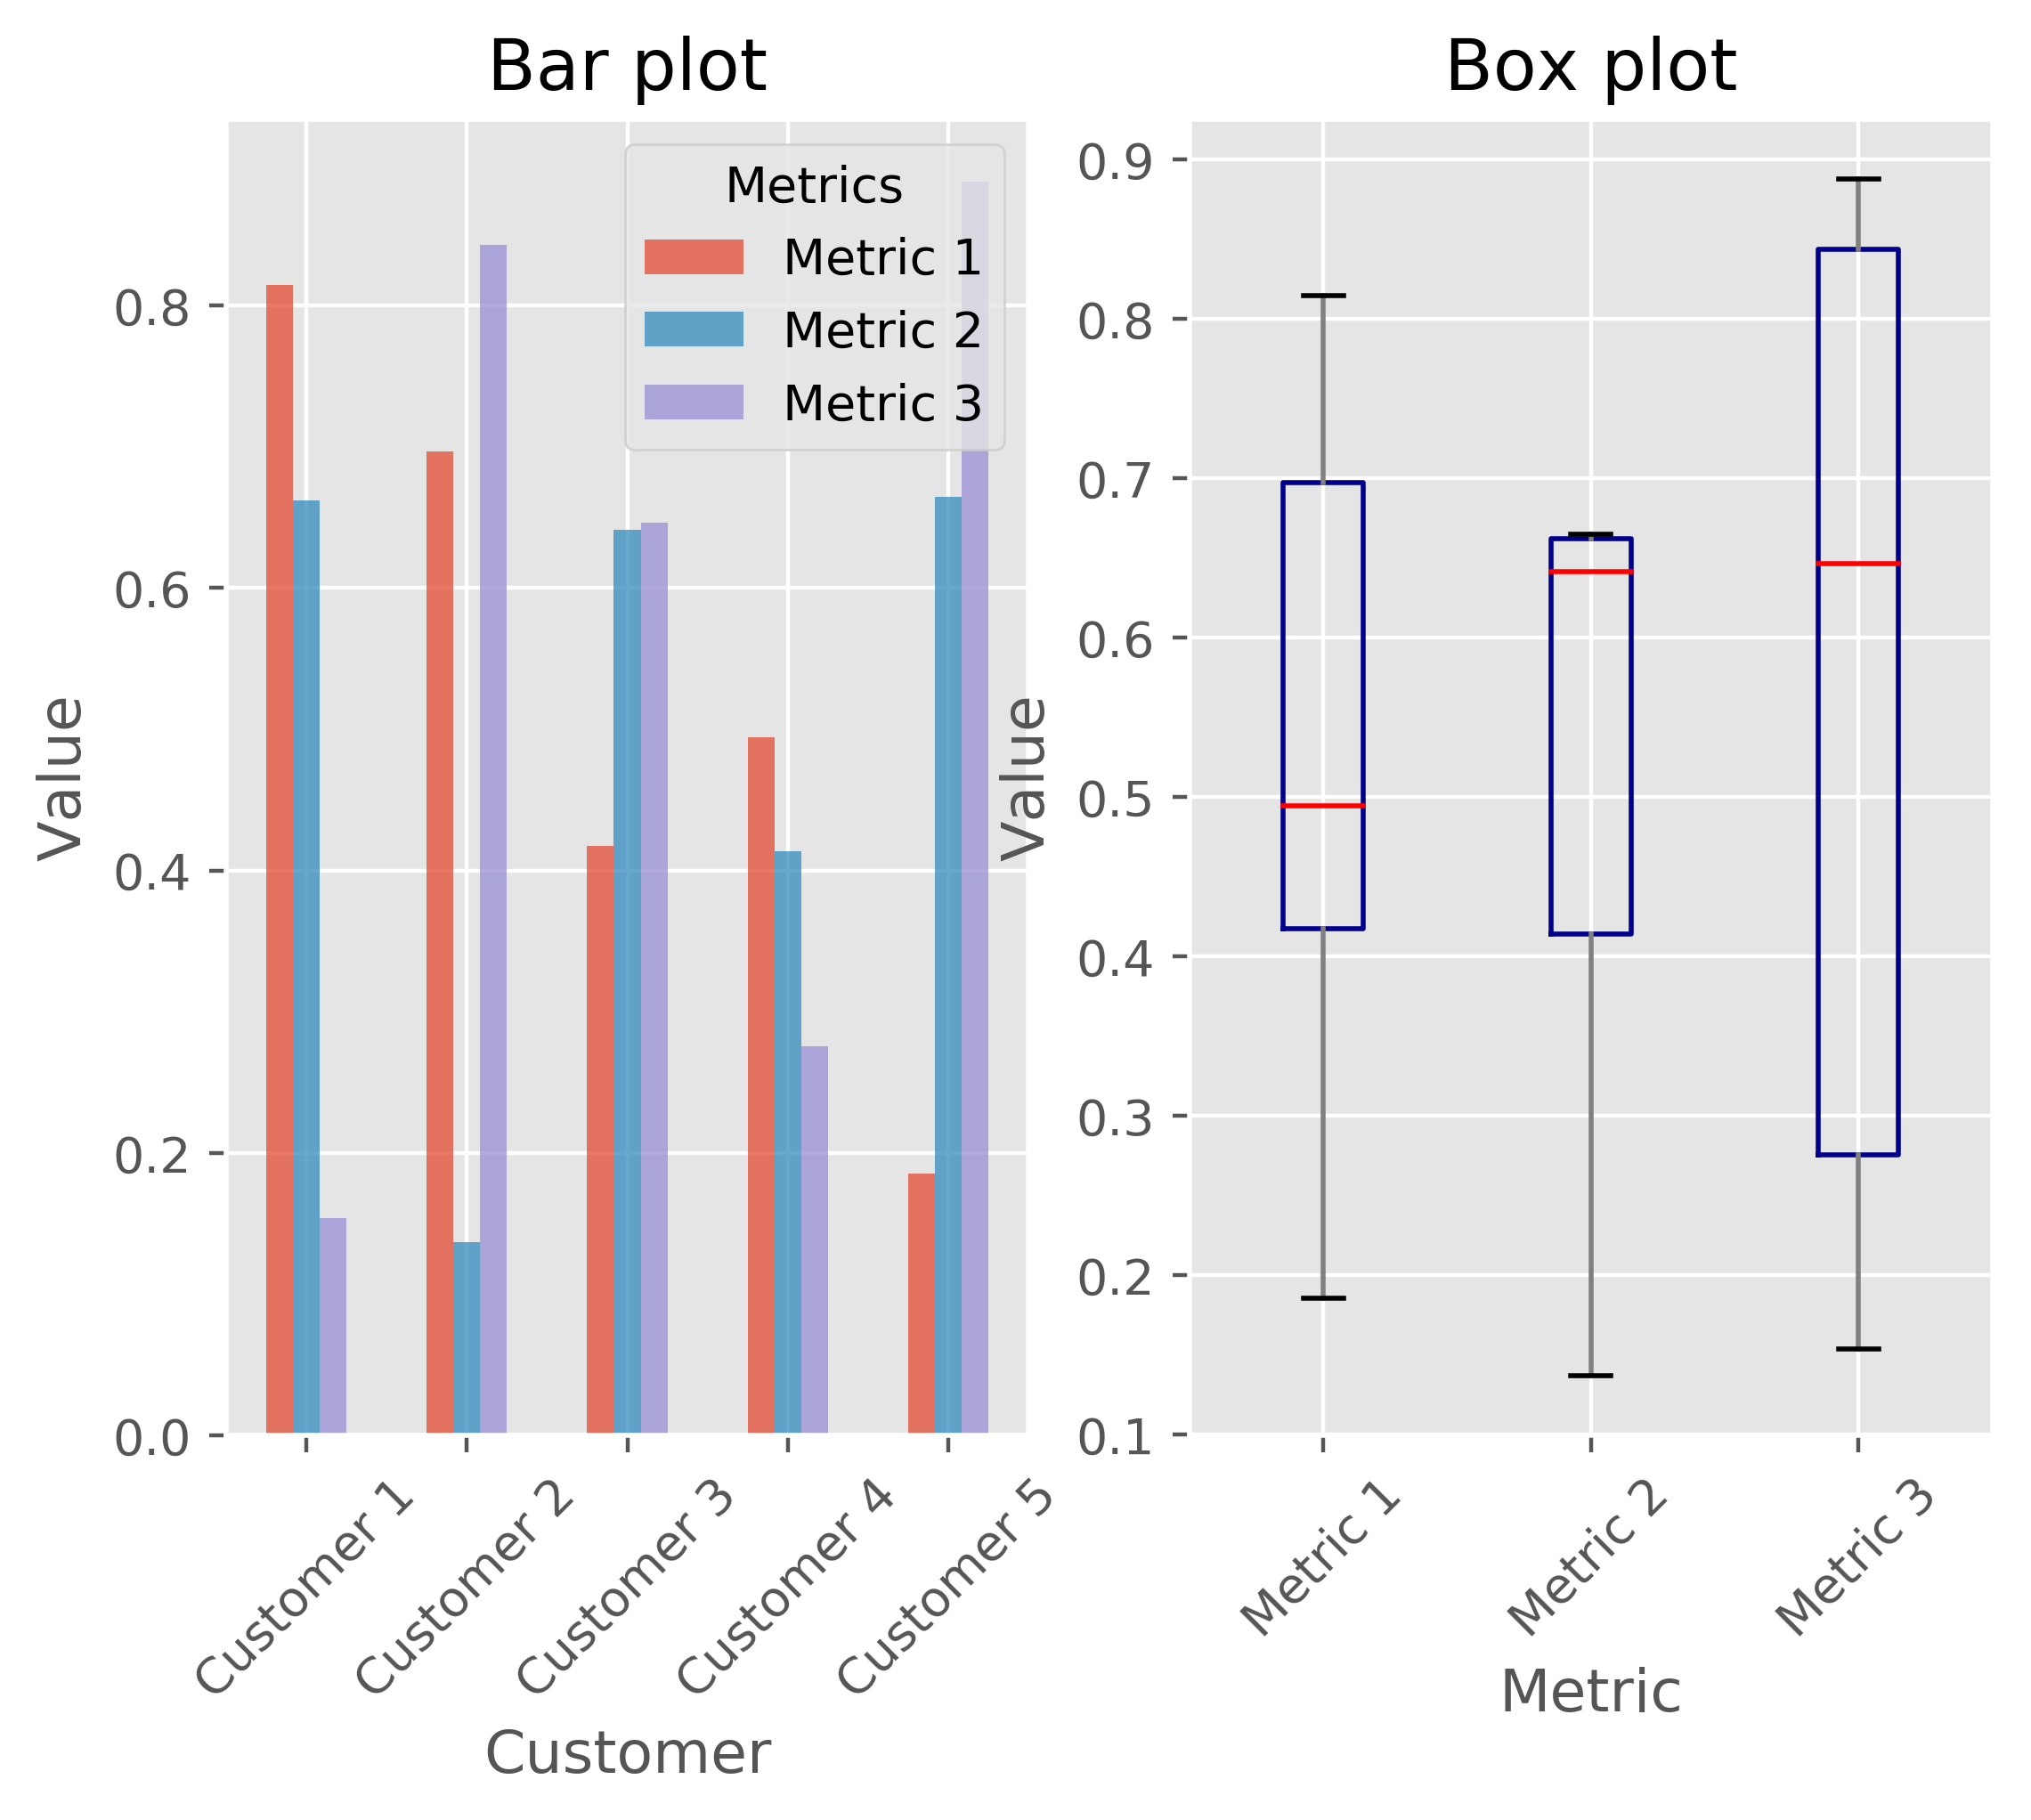 Bar plot
Metrics
Metric 1
Metric 2
Metric 3
0.8
0.6
0.4
0.2
0.0
Value
Customer 1
Customer 2
Customer 3
Customer 4
Customer 5
Customer
Box plot
0.9
0.8
0.7
0.6
0.5
0.4
0.3
0.2
0.1
Value
Metric 1
Metric 2
Metric 3
Metric